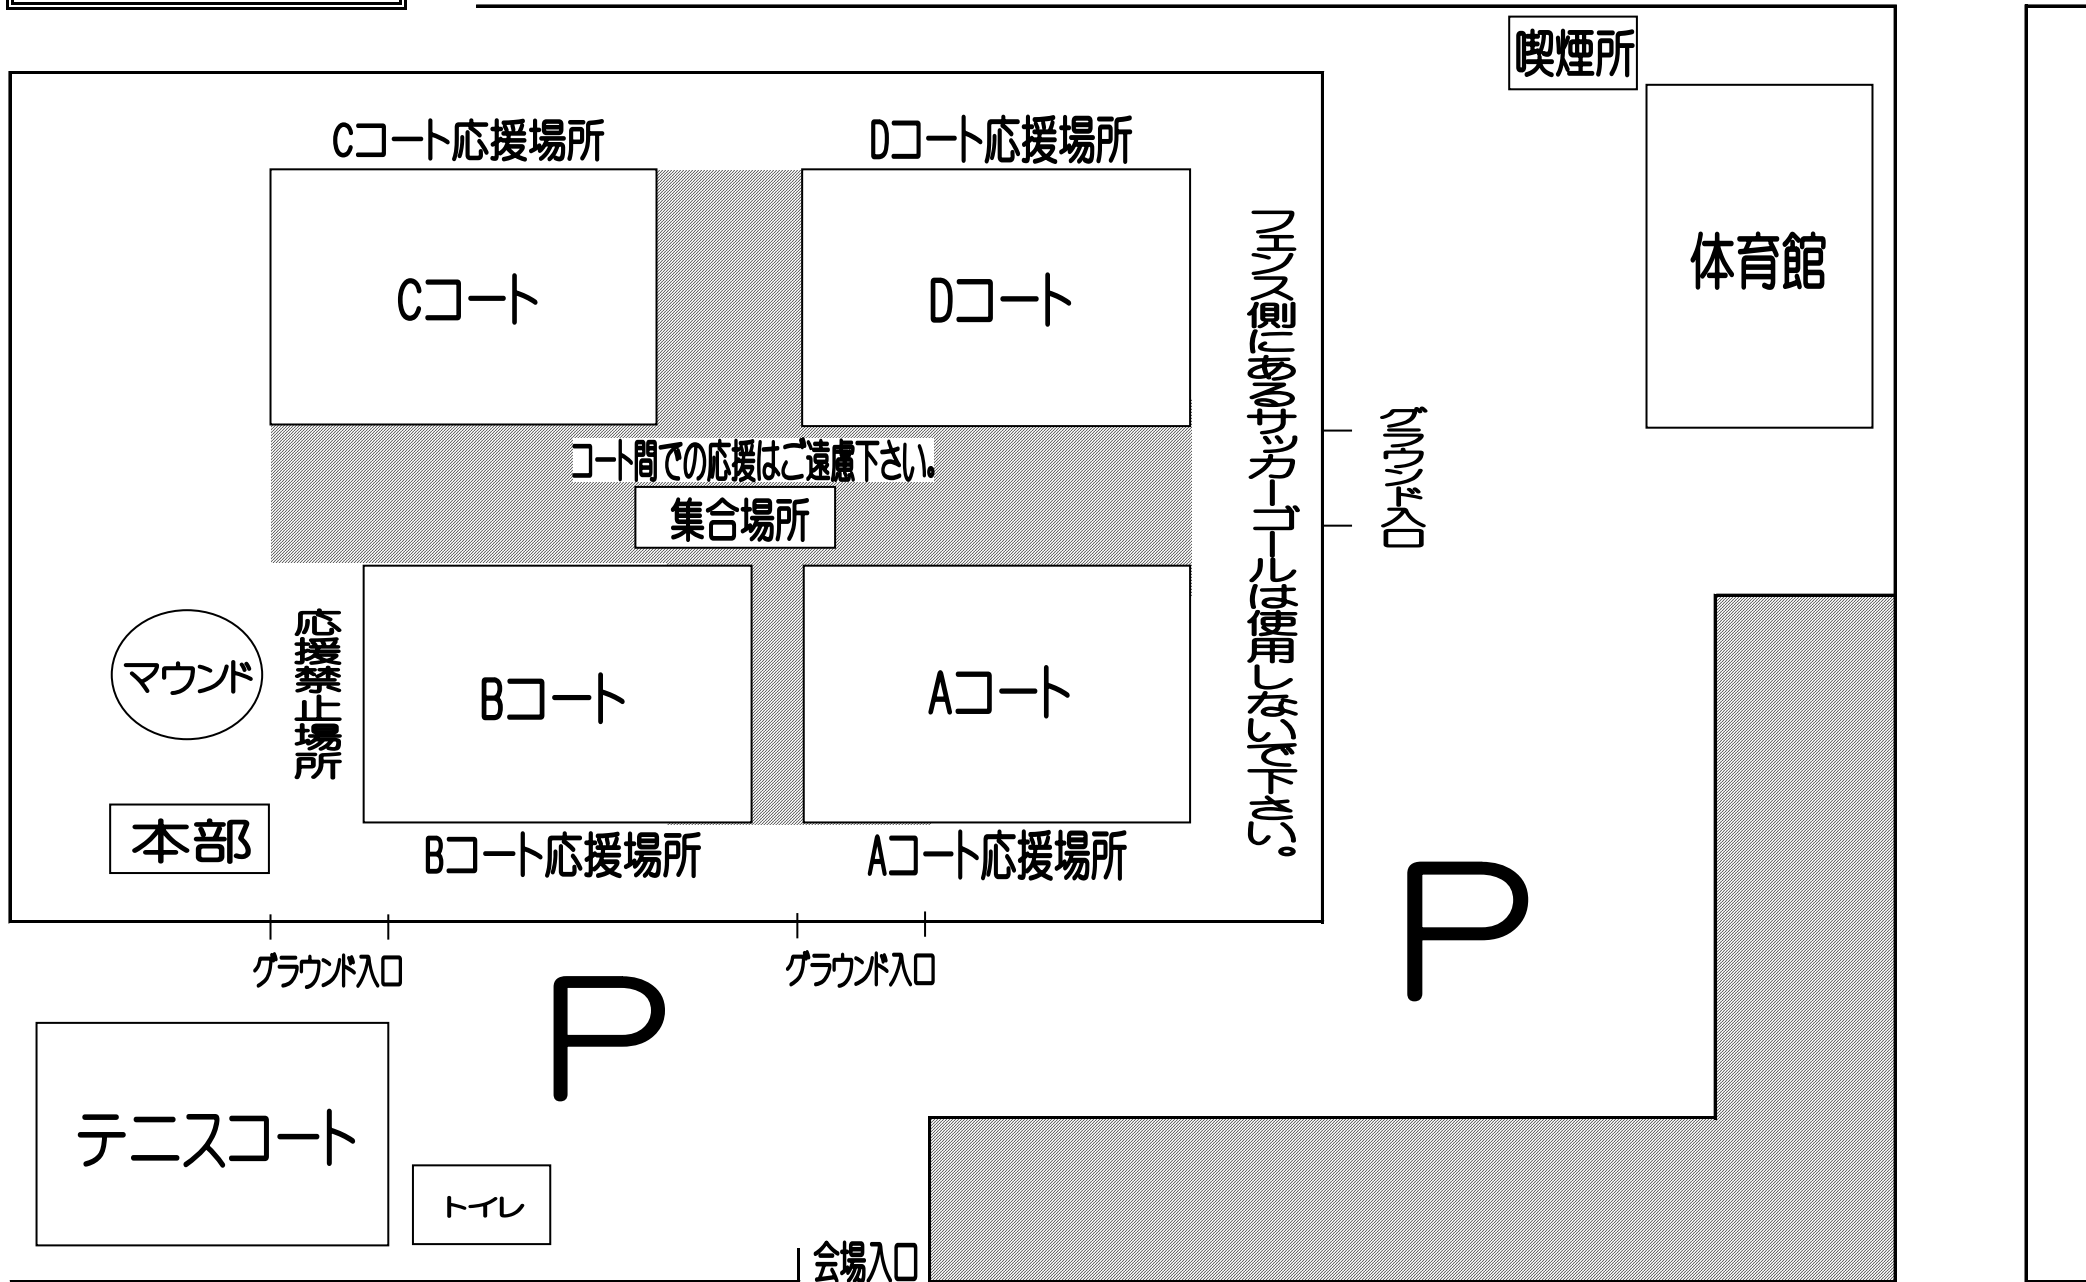 喫煙所
体育館
Cコート応援場所
Dコート応援場所
Cコート
Dコート
コート間での応援はご遠慮下さい。
集合場所
フェンス側にあるサッカーゴールは使用しないで下さい。
グラウンド入口
マウンド
応援禁止場所
Bコート
Aコート
本部
Bコート応援場所
Aコート応援場所
グラウンド入口
グラウンド入口
P
P
テニスコート
トイレ
会場入口